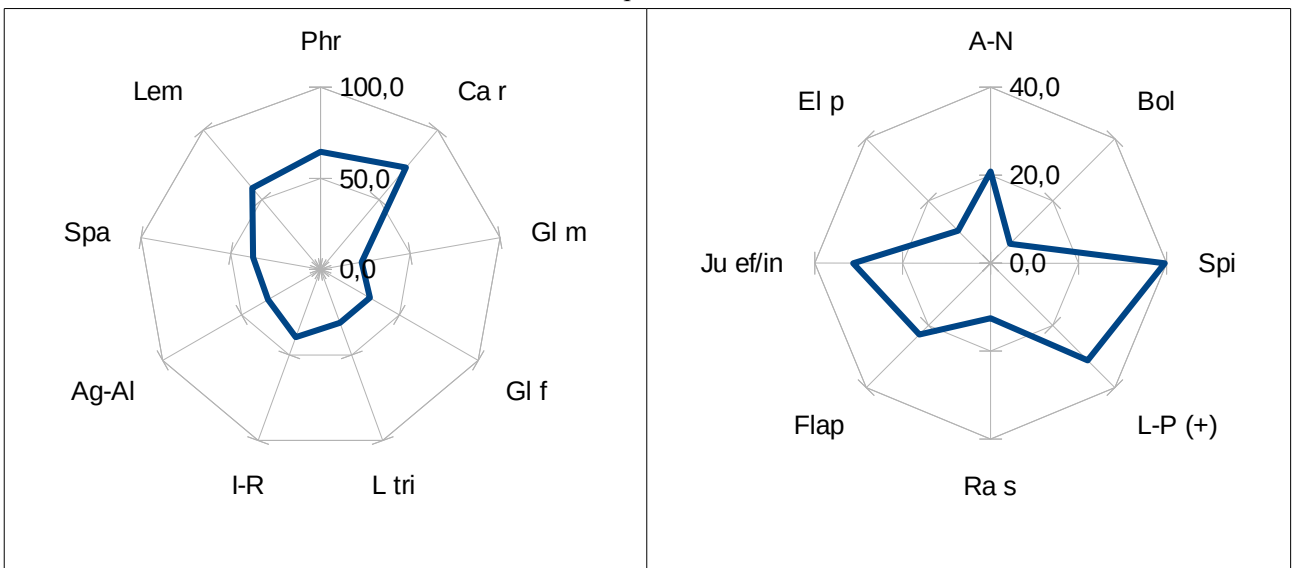 Phr
100,0
Lem
Ca r
50,0
Spa
Gl m
0,0
Ag-Al
Gl f
I-R
L tri
A-N
40,0
El p
Bol
20,0
Ju ef/in
0,0
Spi
Flap
L-P (+)
Ra s